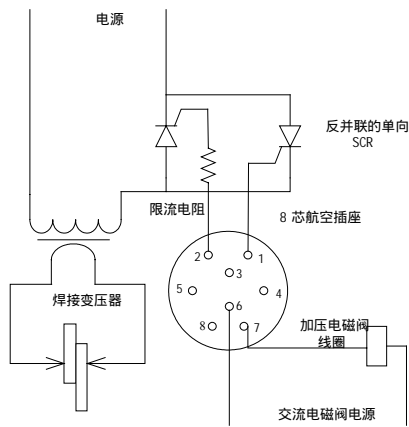 电源
反并联的单向
SCR
限流电阻
8 芯航空插座
2
1
3
5
4
6
8
7
焊接变压器
加压电磁阀
线圈
交流电磁阀电源